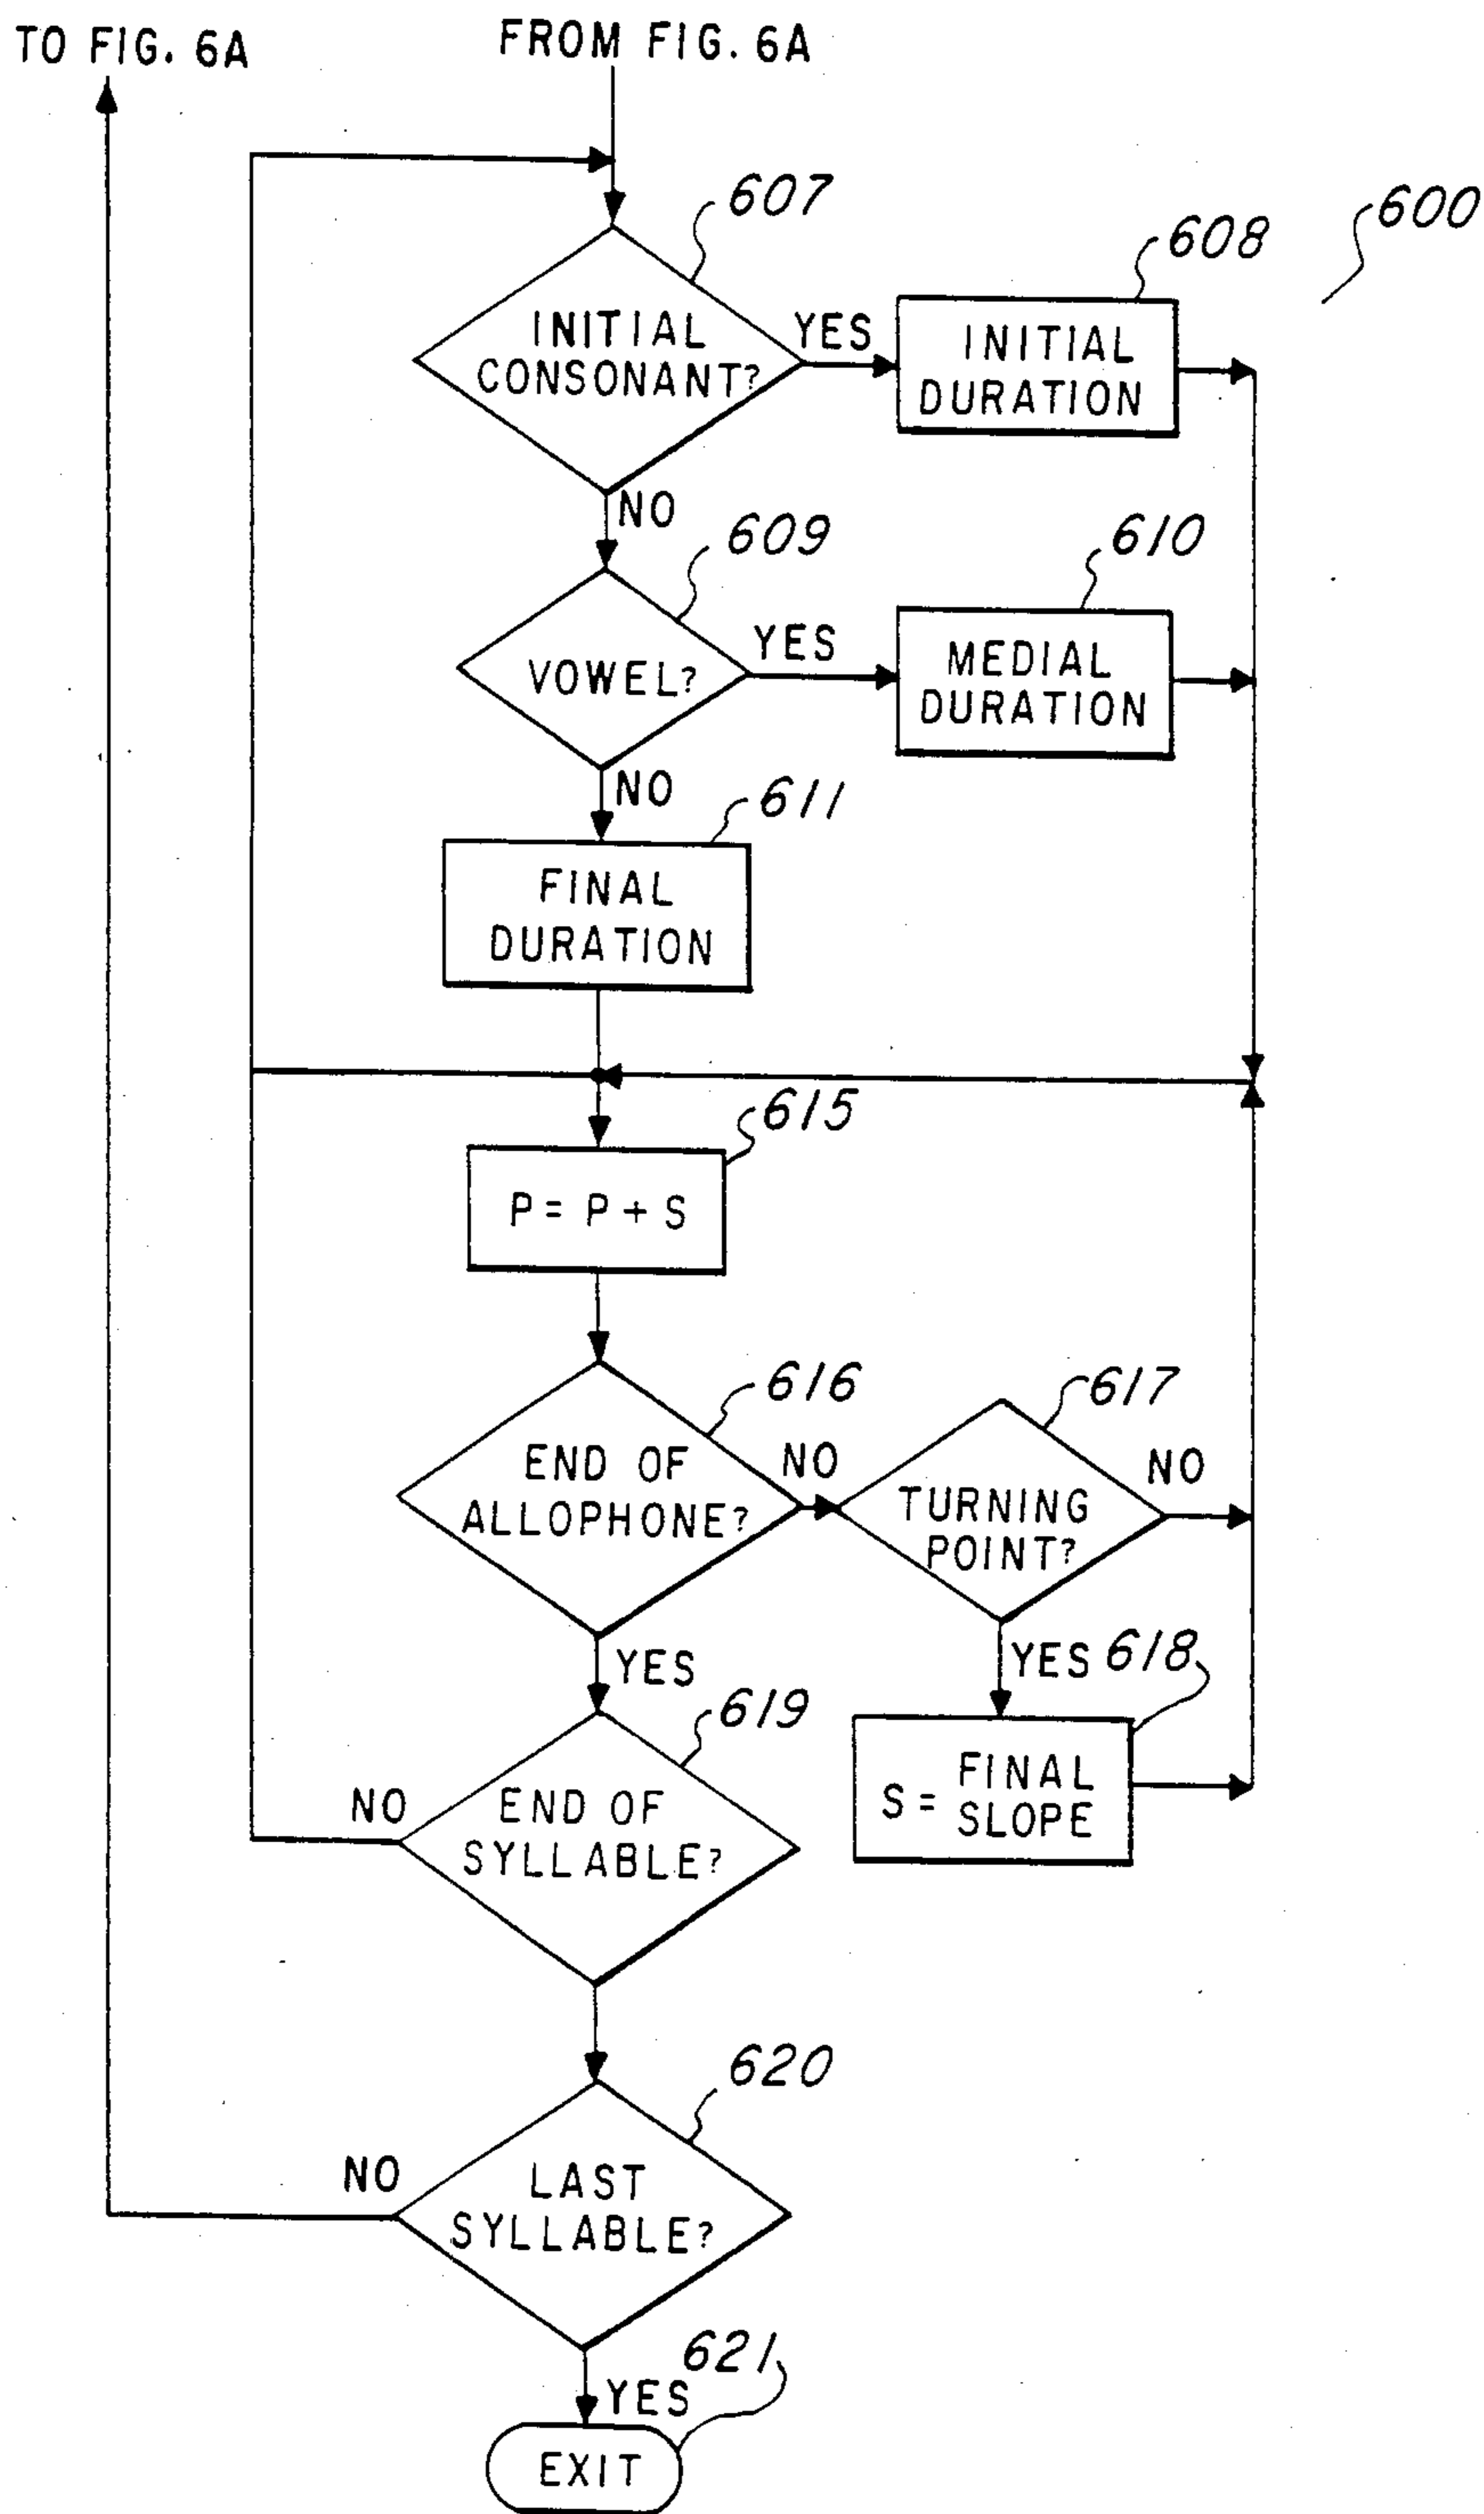 TO FIG. 6A
FROM FIG. 6A
607
608
600
INITIAL
CONSONANT?
YES
INITIAL
DURATION
NO
609
610
VOWEL?
YES
MEDIAL
DURATION
NO
611
FINAL
DURATION
615
P = P + S
616
617
END OF
ALLOPHONE?
NO
TURNING
POINT?
NO
YES
YES
618
619
END OF
SYLLABLE?
NO
S = FINAL
SLOPE
620
LAST
SYLLABLE?
NO
621
YES
EXIT